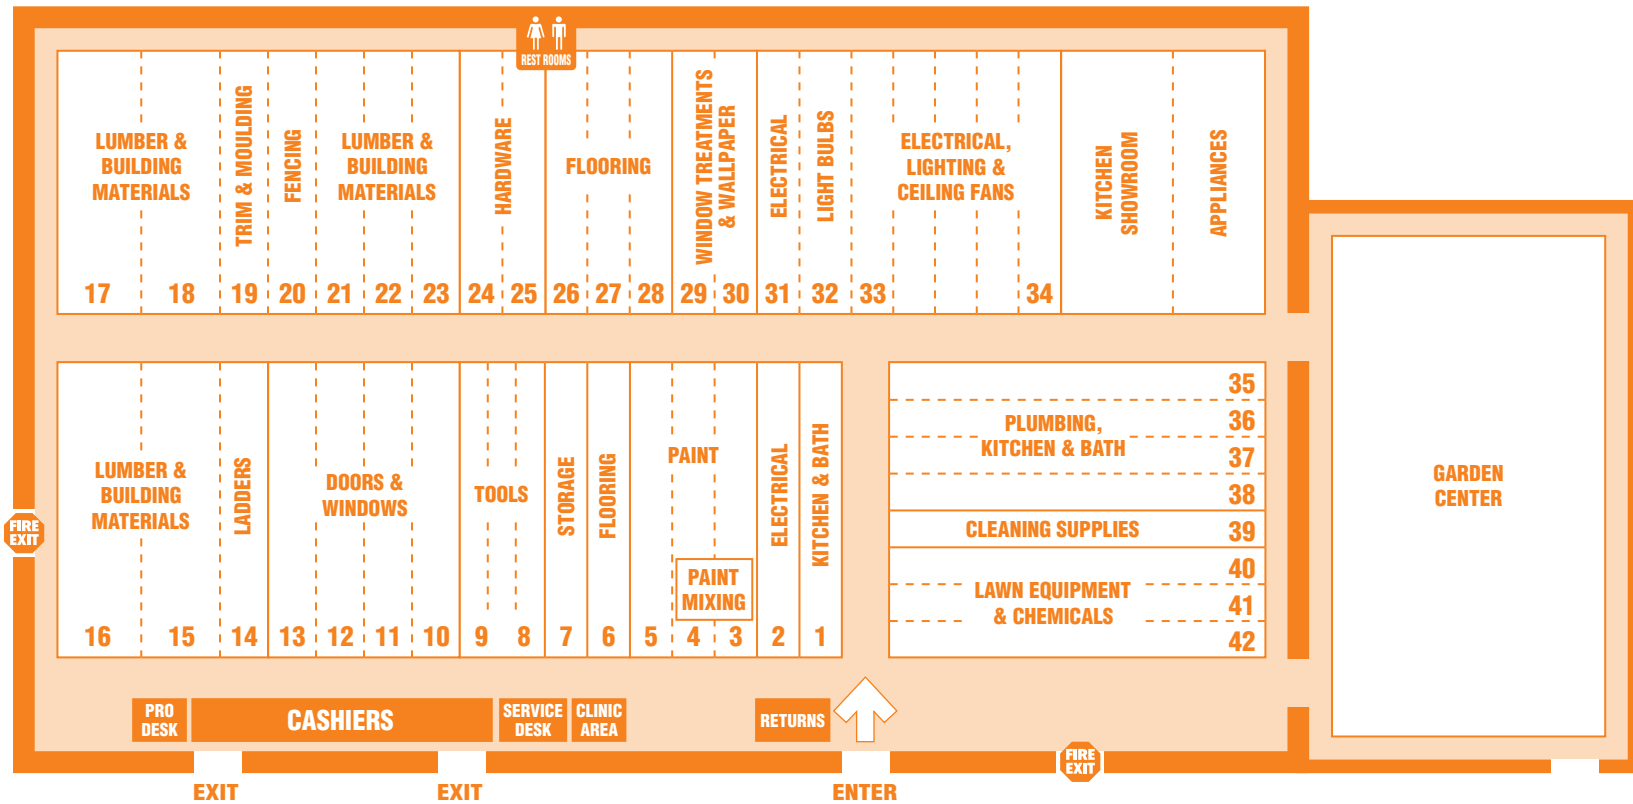 REST ROOMS
LUMBER &
BUILDING
MATERIALS
TRIM & MOULDING
FENCING
LUMBER &
BUILDING
MATERIALS
HARDWARE
FLOORING
WINDOW TREATMENTS
& WALLPAPER
ELECTRICAL
LIGHT BULBS
ELECTRICAL,
LIGHTING &
CEILING FANS
KITCHEN
SHOWROOM
APPLIANCES
17 18 19 20 21 22 23 24 25 26 27 28 29 30 31 32 33 34
LUMBER &
BUILDING
MATERIALS
LADDERS
DOORS &
WINDOWS
TOOLS
STORAGE
FLOORING
PAINT
PAINT
MIXING
ELECTRICAL
KITCHEN & BATH
16 15 14 13 12 11 10 9 8 7 6 5 4 3 2 1
35
PLUMBING,
KITCHEN & BATH
36
37
38
CLEANING SUPPLIES 39
40
LAWN EQUIPMENT
& CHEMICALS
41
42
GARDEN
CENTER
FIRE
EXIT
PRO
DESK
CASHIERS
SERVICE
DESK
CLINIC
AREA
RETURNS
FIRE
EXIT
EXIT
EXIT
ENTER